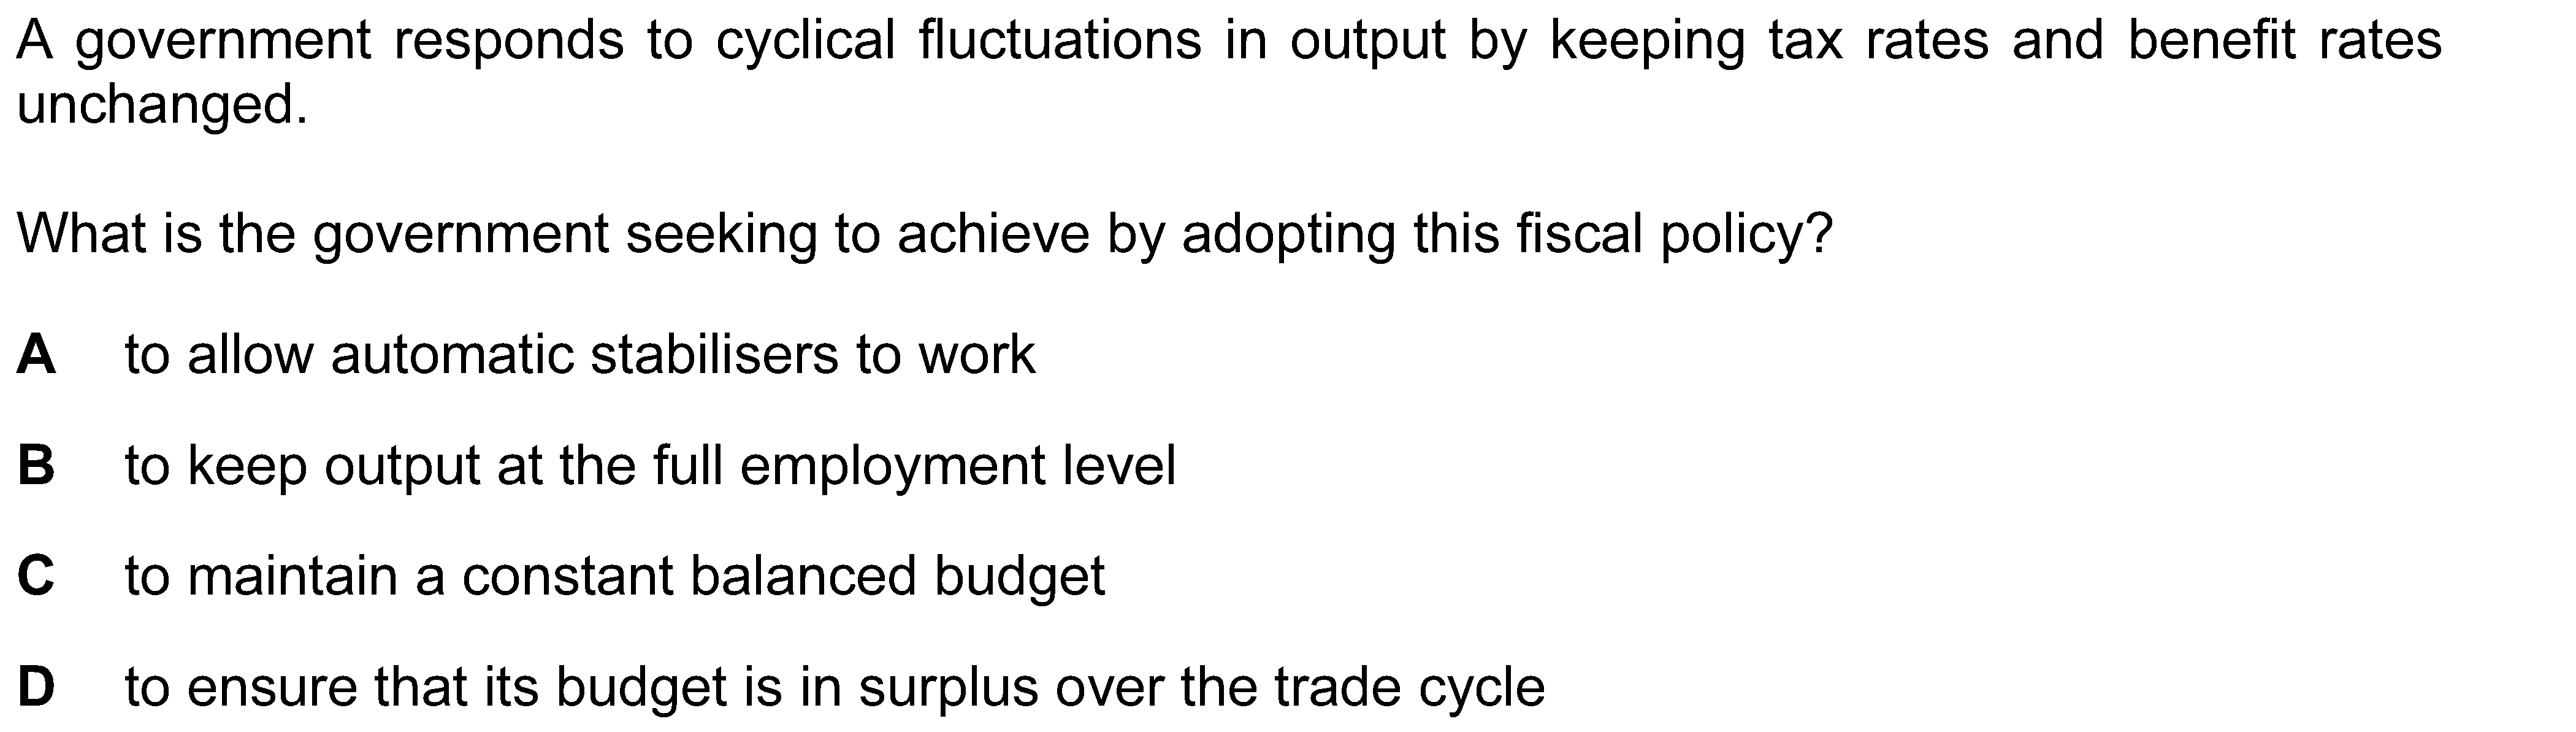 A government responds to cyclical fluctuations in output by keeping tax rates and benefit rates
unchanged.
What is the government seeking to achieve by adopting this fiscal policy?
A to allow automatic stabilisers to work
B to keep output at the full employment level
C to maintain a constant balanced budget
D to ensure that its budget is in surplus over the trade cycle